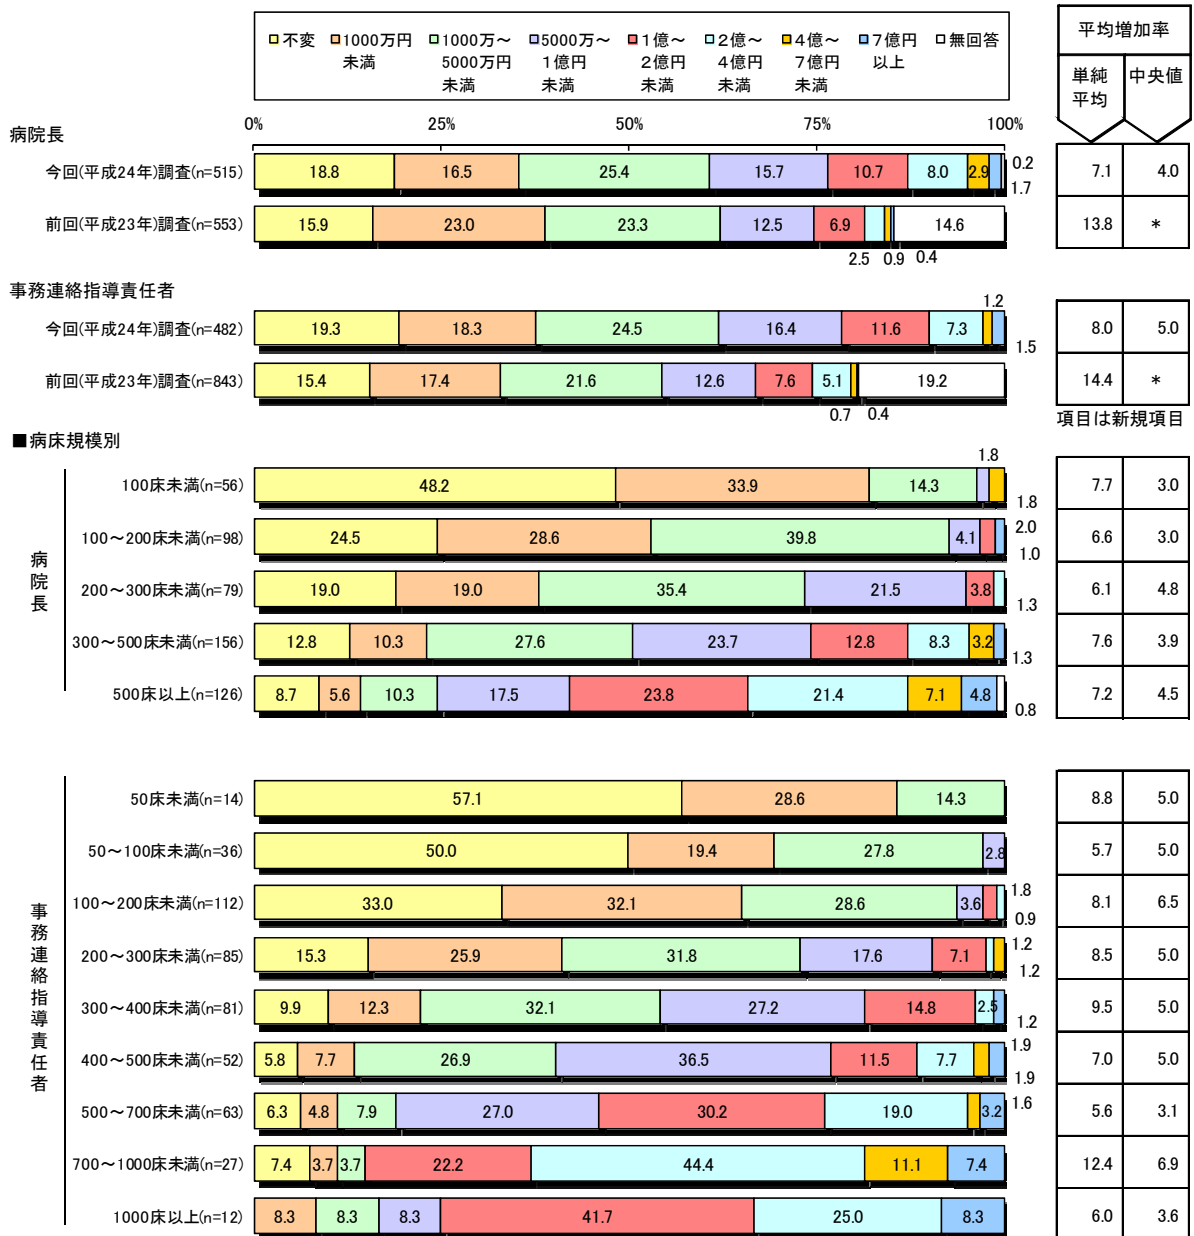 不変 1000万円未満 1000万～5000万円未満 5000万～1億円未満 1億～2億円未満 2億～4億円未満 4億～7億円未満 7億円以上 無回答
平均増加率
単純平均 中央値
0% 25% 50% 75% 100%
病院長
今回(平成24年)調査(n=515) 18.8 16.5 25.4 15.7 10.7 8.0 2.9 1.7 0.2 7.1 4.0
前回(平成23年)調査(n=553) 15.9 23.0 23.3 12.5 6.9 2.5 0.9 0.4 14.6 13.8 *
事務連絡指導責任者
今回(平成24年)調査(n=482) 19.3 18.3 24.5 16.4 11.6 7.3 1.2 1.5 8.0 5.0
前回(平成23年)調査(n=843) 15.4 17.4 21.6 12.6 7.6 5.1 0.7 0.4 19.2 14.4 *
項目は新規項目
■病床規模別
病院長
100床未満(n=56) 48.2 33.9 14.3 1.8 1.8 7.7 3.0
100～200床未満(n=98) 24.5 28.6 39.8 4.1 2.0 1.0 6.6 3.0
200～300床未満(n=79) 19.0 19.0 35.4 21.5 3.8 1.3 6.1 4.8
300～500床未満(n=156) 12.8 10.3 27.6 23.7 12.8 8.3 3.2 1.3 7.6 3.9
500床以上(n=126) 8.7 5.6 10.3 17.5 23.8 21.4 7.1 4.8 0.8 7.2 4.5
事務連絡指導責任者
50床未満(n=14) 57.1 28.6 14.3 8.8 5.0
50～100床未満(n=36) 50.0 19.4 27.8 2.8 5.7 5.0
100～200床未満(n=112) 33.0 32.1 28.6 3.6 1.8 0.9 8.1 6.5
200～300床未満(n=85) 15.3 25.9 31.8 17.6 7.1 1.2 1.2 8.5 5.0
300～400床未満(n=81) 9.9 12.3 32.1 27.2 14.8 2.5 1.2 9.5 5.0
400～500床未満(n=52) 5.8 7.7 26.9 36.5 11.5 7.7 1.9 1.9 7.0 5.0
500～700床未満(n=63) 6.3 4.8 7.9 27.0 30.2 19.0 1.6 3.2 5.6 3.1
700～1000床未満(n=27) 7.4 3.7 3.7 22.2 44.4 11.1 7.4 12.4 6.9
1000床以上(n=12) 8.3 8.3 8.3 41.7 25.0 8.3 6.0 3.6